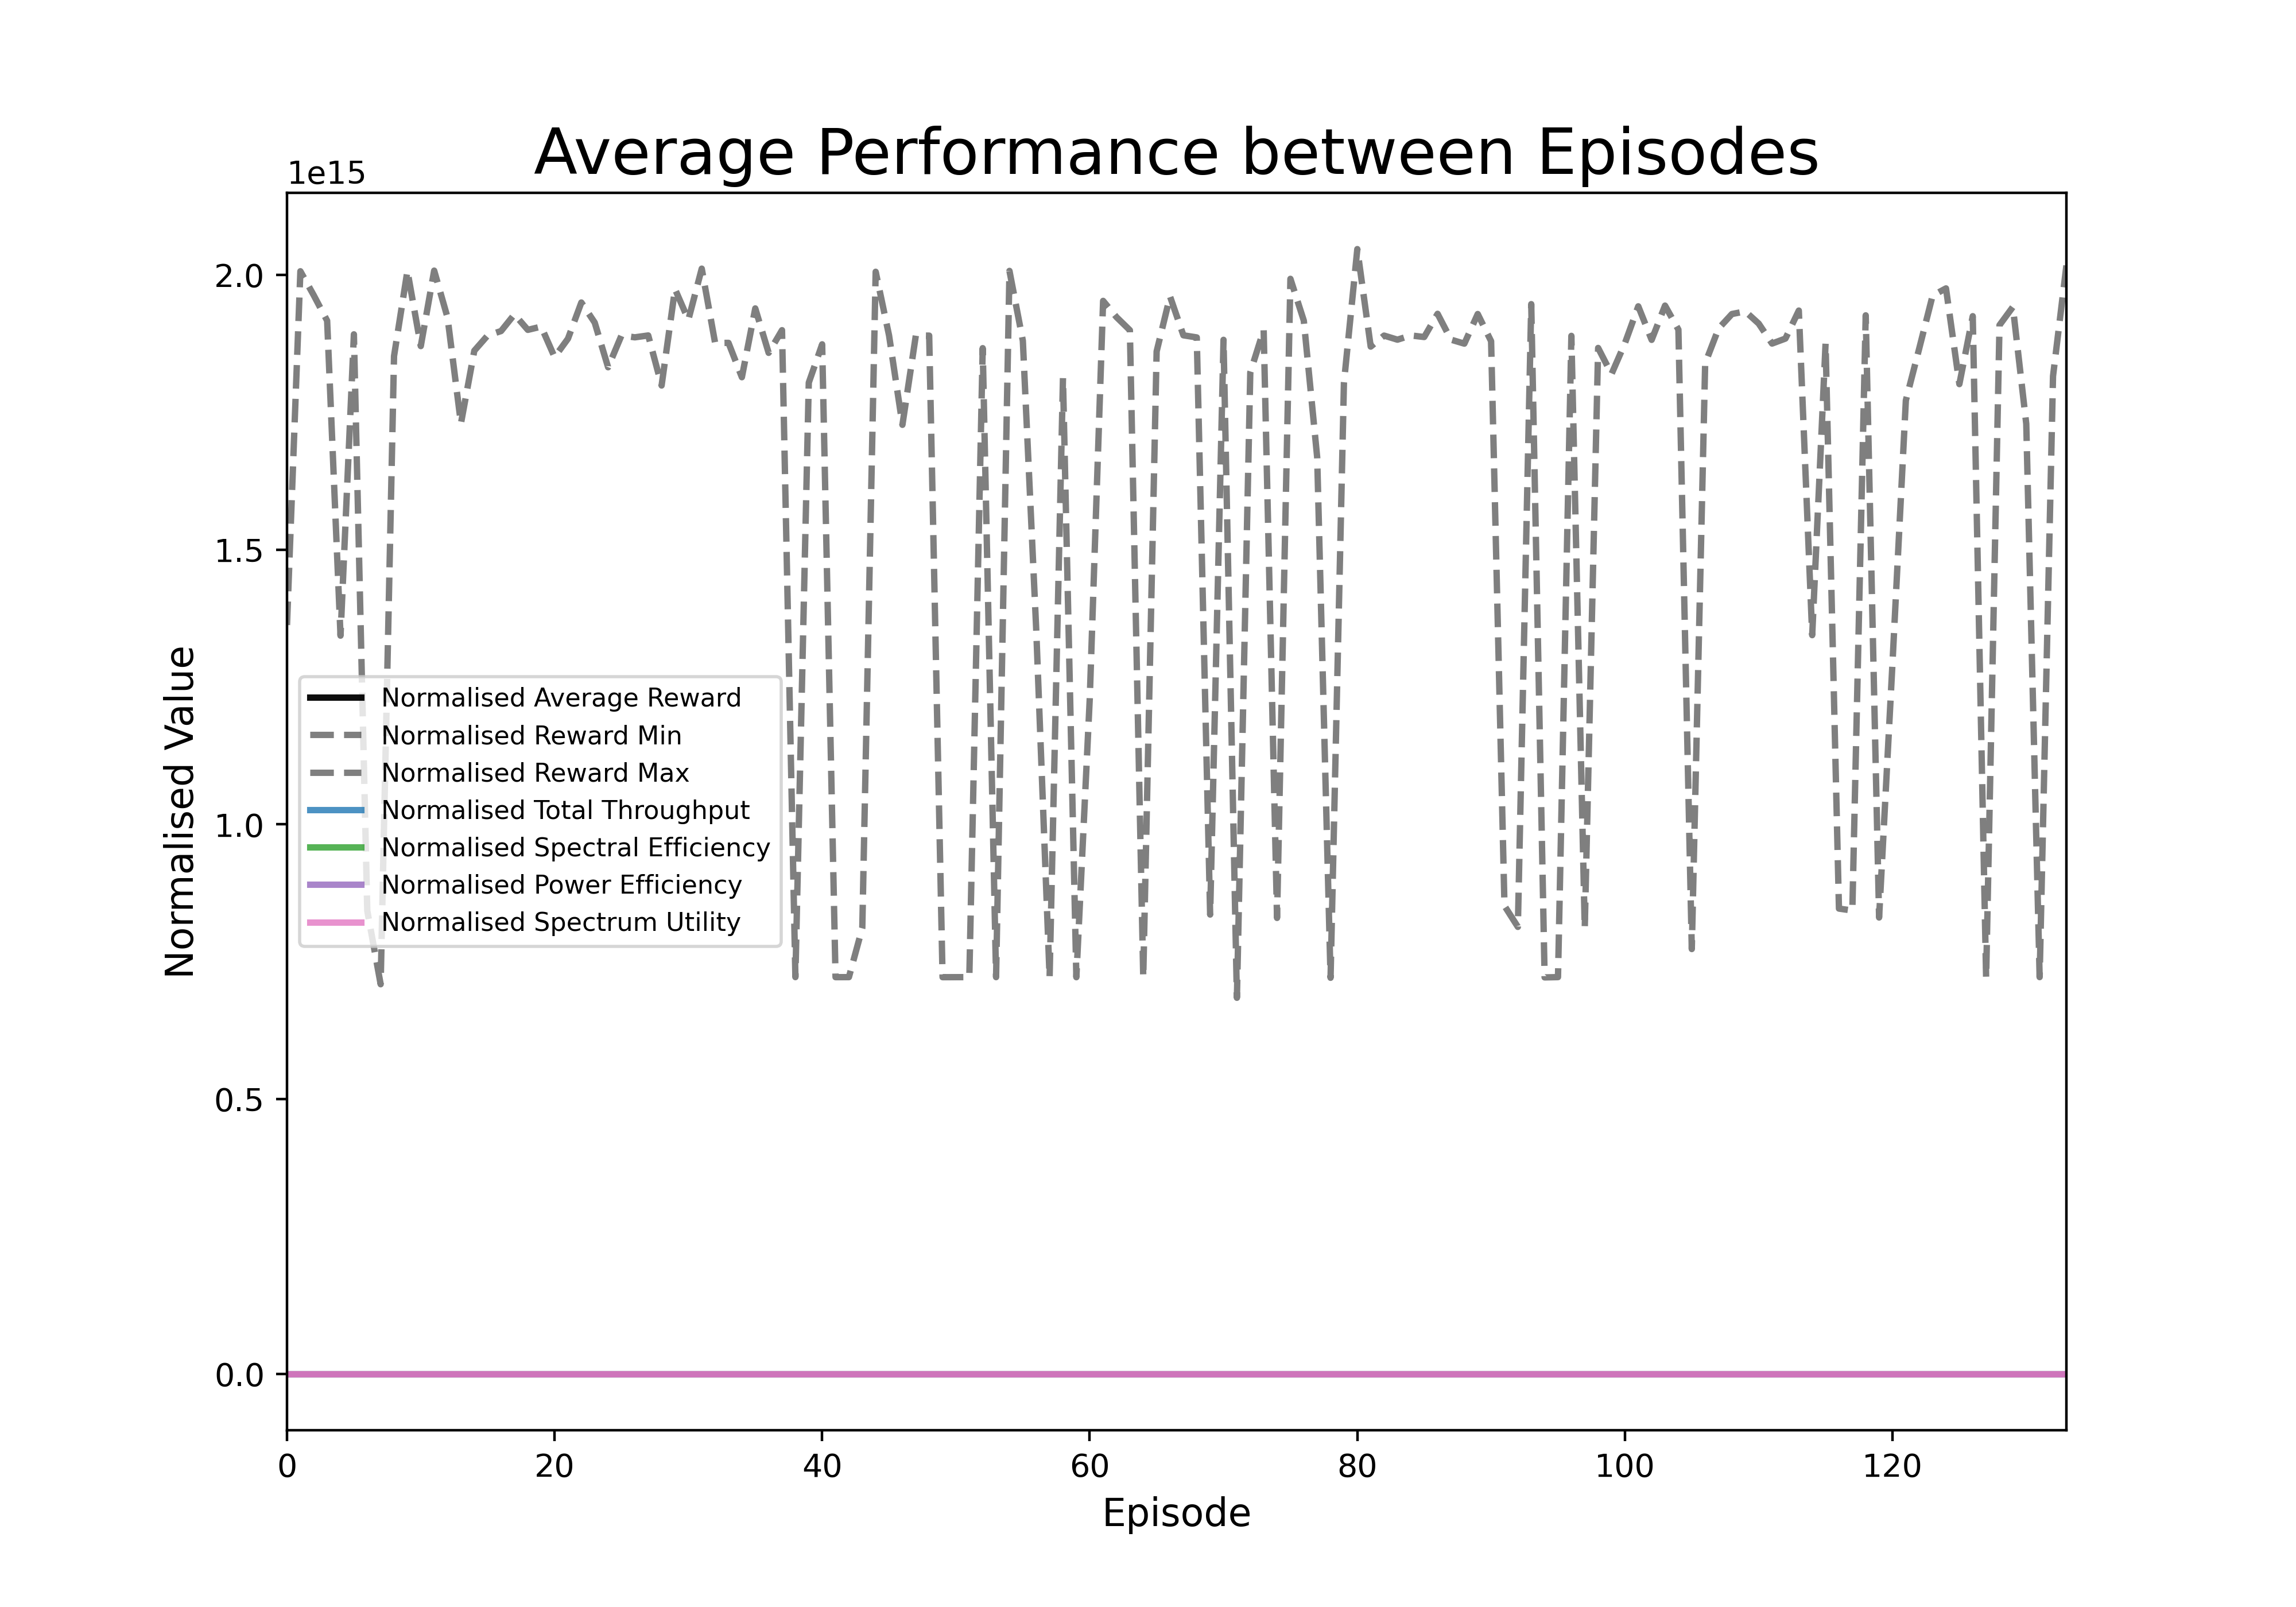 Average Performance between Episodes
1e15
2.0
1.5
1.0
0.5
0.0
Normalised Value
Normalised Average Reward
Normalised Reward Min
Normalised Reward Max
Normalised Total Throughput
Normalised Spectral Efficiency
Normalised Power Efficiency
Normalised Spectrum Utility
0 20 40 60 80 100 120
Episode